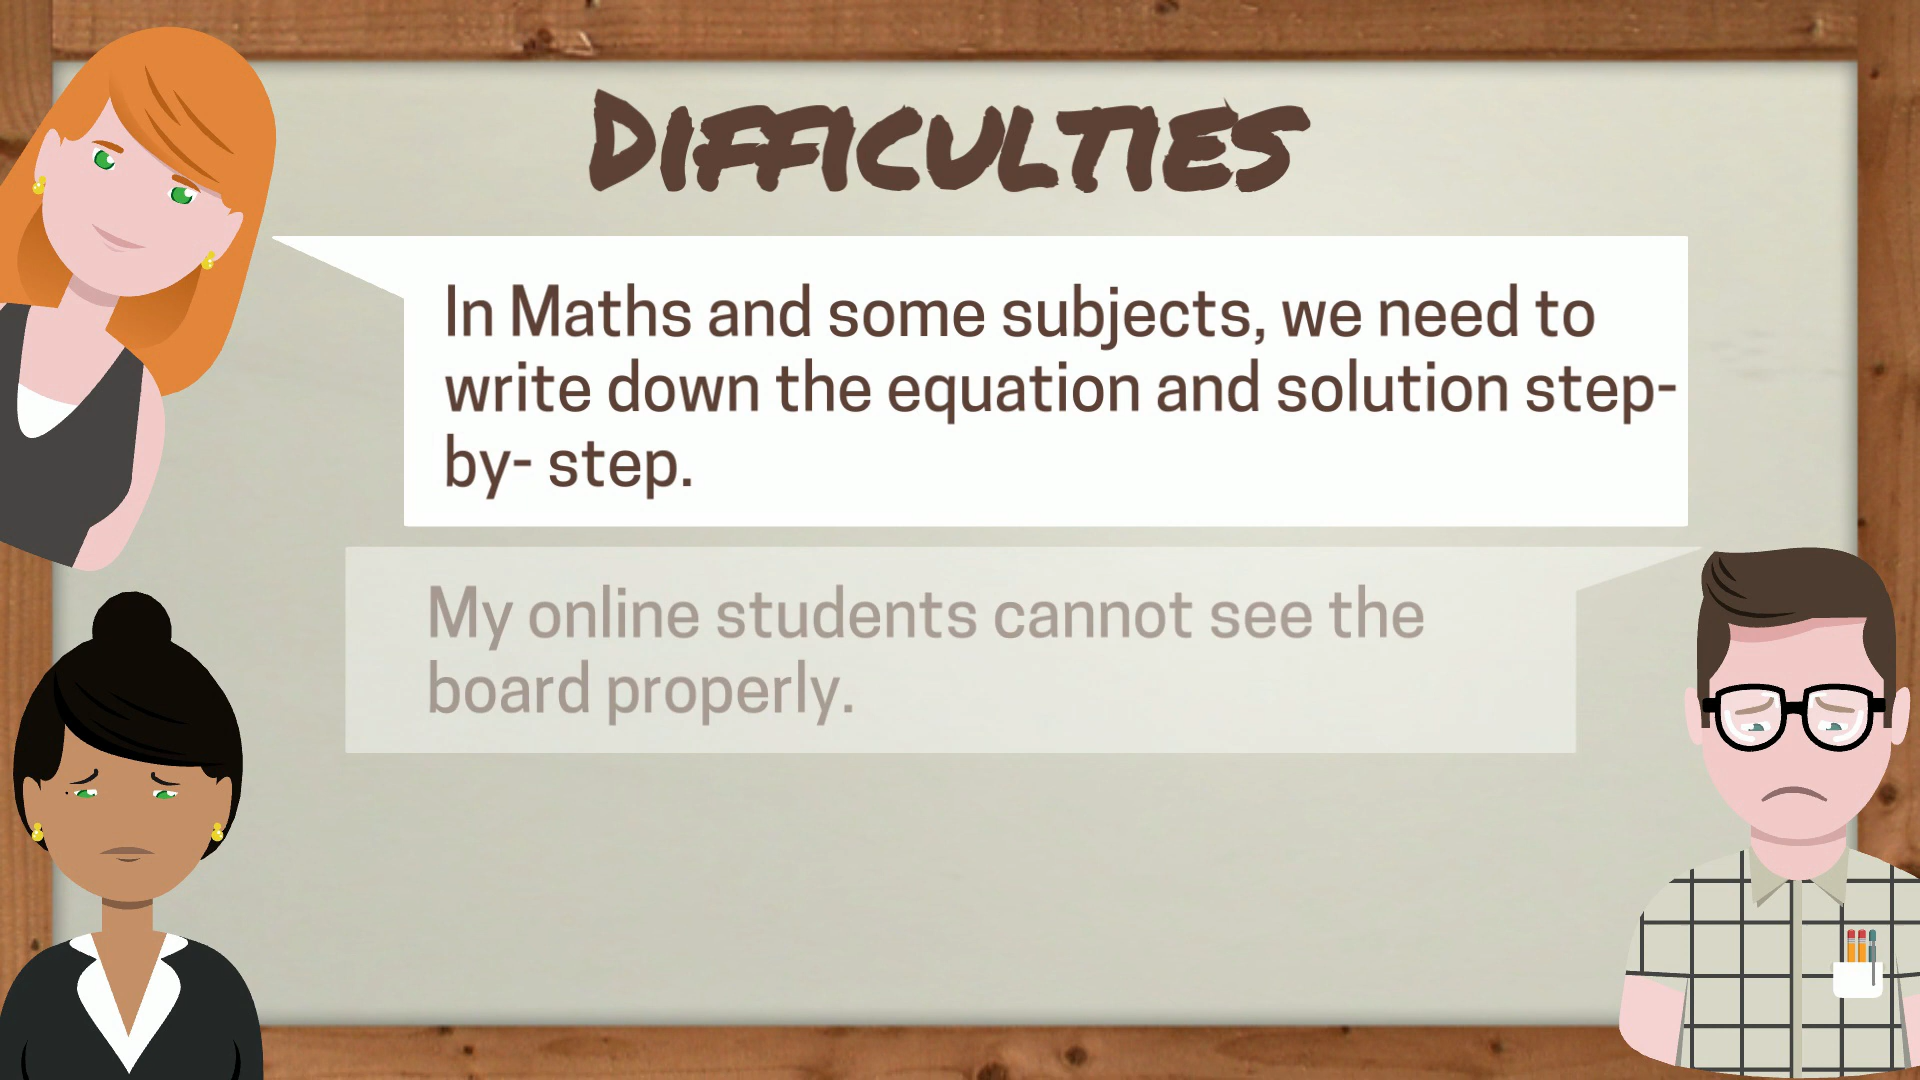 DIFFICULTIES
In Maths and some subjects, we need to
write down the equation and solution step-
by- step.
My online students cannot see the
board properly.